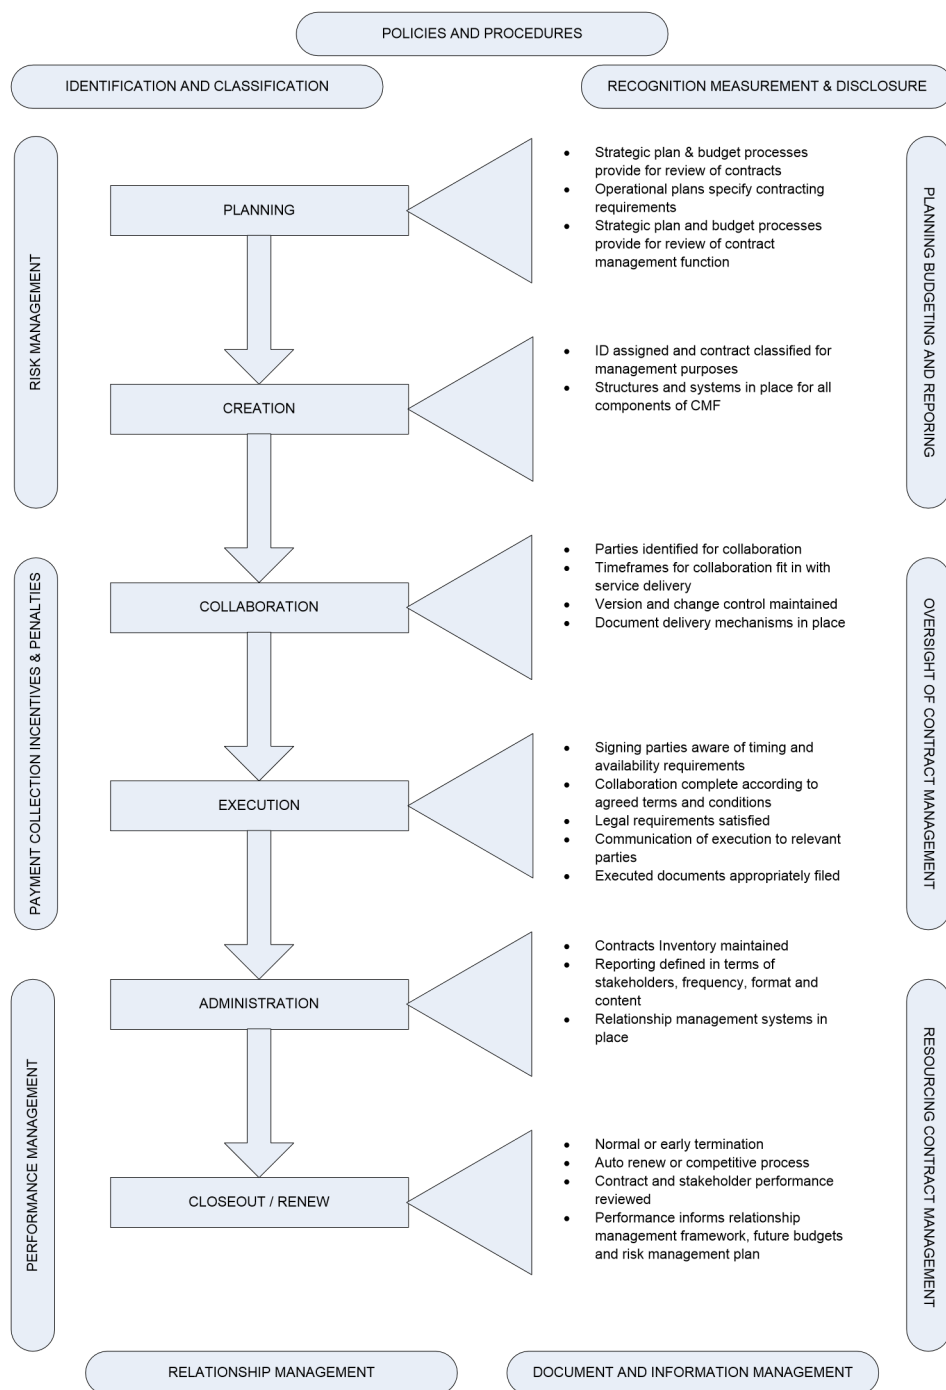 POLICIES AND PROCEDURES
IDENTIFICATION AND CLASSIFICATION
RECOGNITION MEASUREMENT & DISCLOSURE
RISK MANAGEMENT
PLANNING
• Strategic plan & budget processes
provide for review of contracts
• Operational plans specify contracting
requirements
• Strategic plan and budget processes
provide for review of contract
management function
PLANNING BUDGETING AND REPORING
CREATION
• ID assigned and contract classified for
management purposes
• Structures and systems in place for all
components of CMF
PAYMENT COLLECTION INCENTIVES & PENALTIES
COLLABORATION
• Parties identified for collaboration
• Timeframes for collaboration fit in with
service delivery
• Version and change control maintained
• Document delivery mechanisms in place
OVERSIGHT OF CONTRACT MANAGEMENT
EXECUTION
• Signing parties aware of timing and
availability requirements
• Collaboration complete according to
agreed terms and conditions
• Legal requirements satisfied
• Communication of execution to relevant
parties
• Executed documents appropriately filed
PERFORMANCE MANAGEMENT
ADMINISTRATION
• Contracts Inventory maintained
• Reporting defined in terms of
stakeholders, frequency, format and
content
• Relationship management systems in
place
RESOURCING CONTRACT MANAGEMENT
CLOSEOUT / RENEW
• Normal or early termination
• Auto renew or competitive process
• Contract and stakeholder performance
reviewed
• Performance informs relationship
management framework, future budgets
and risk management plan
RELATIONSHIP MANAGEMENT
DOCUMENT AND INFORMATION MANAGEMENT